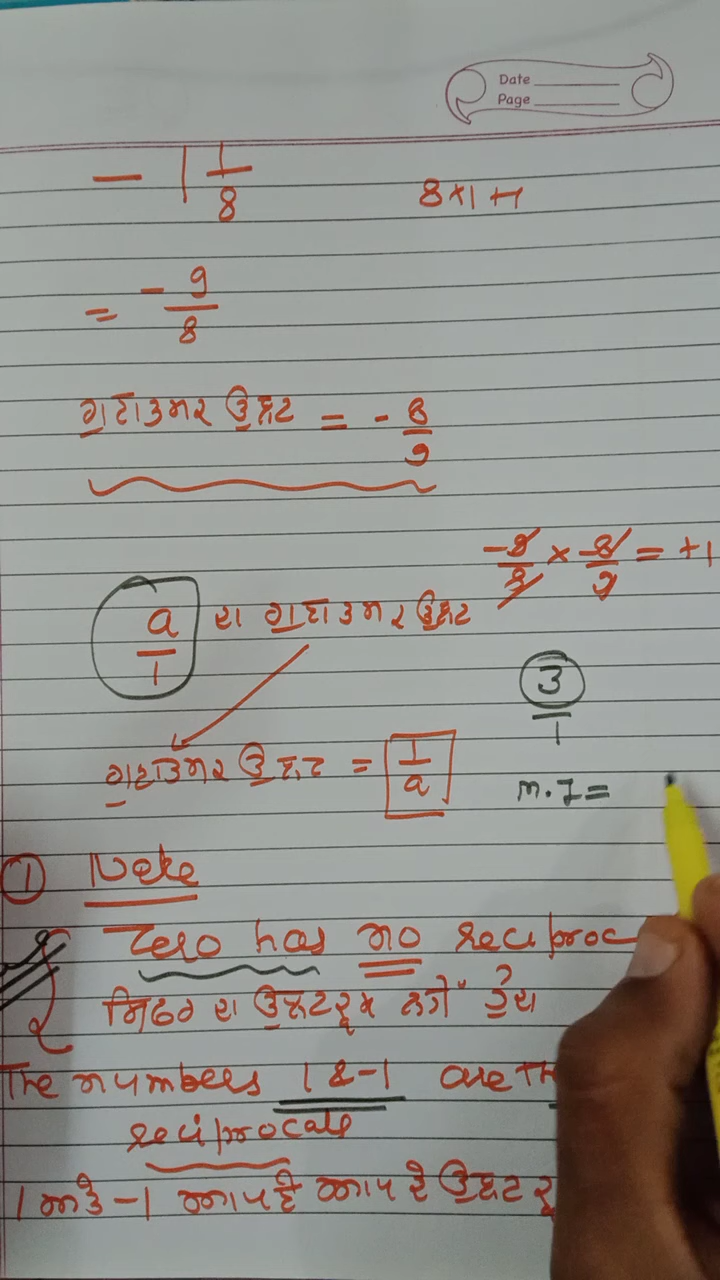 Date
Page
- 1 1/8
8×1+1
= -9/8
ਗੁਣਾਤਮਕ ਉਲਟ = -8/9
-9/8 × -8/9 = +1
a/1 ਦਾ ਗੁਣਾਤਮਕ ਉਲਟ
3/1
ਗੁਣਾਤਮਕ ਉਲਟ = 1/a
m.I =
① Note
Zero has no reciproc
ਸਿਫਰ ਦਾ ਉਲਟਕ੍ਰਮ ਨਹੀਂ ਹੁੰਦਾ
The numbers 1 & -1 are Th
reciprocals
1 ਅਤੇ -1 ਆਪਣੇ ਆਪ ਦੇ ਉਲਟ